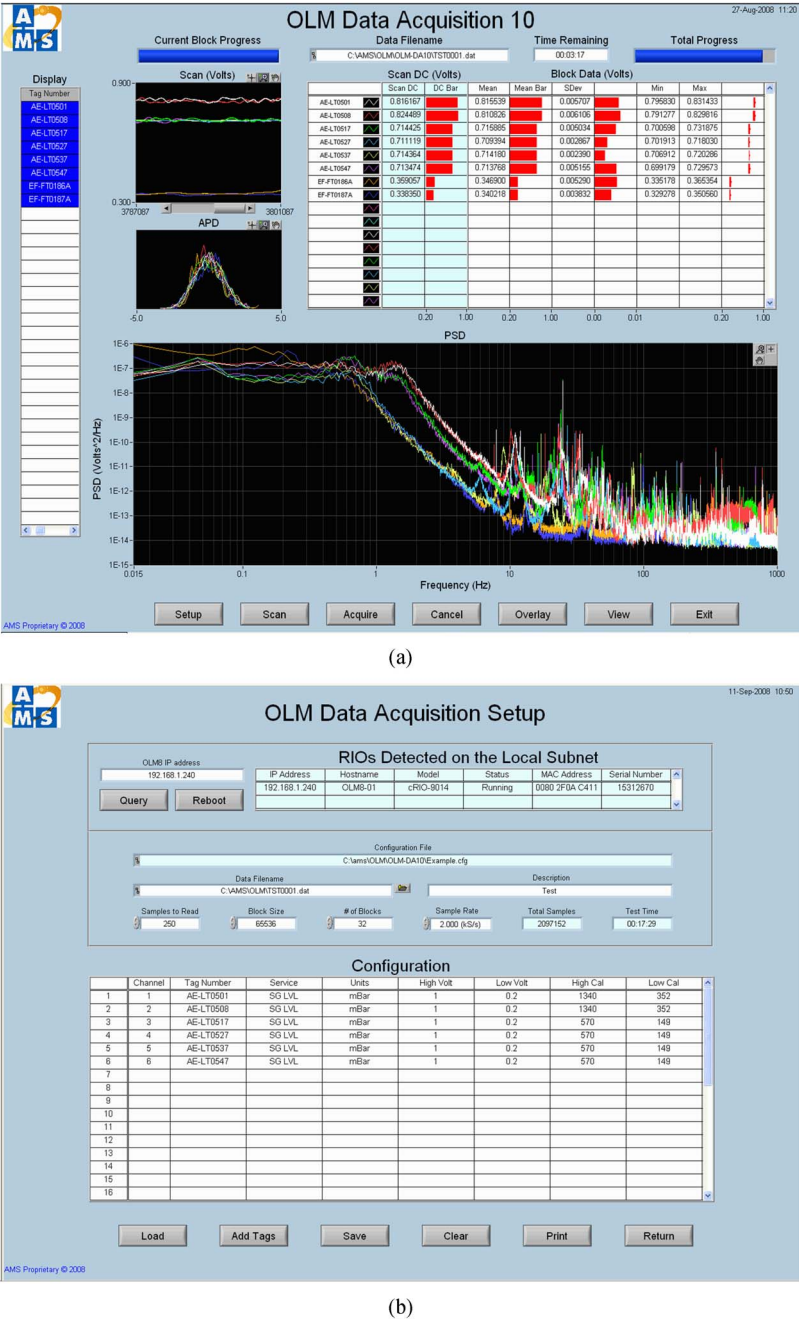 AMS
OLM Data Acquisition 10
27-Aug-2008 11:20
Current Block Progress
Data Filename
Time Remaining
Total Progress
C:\AMS\OLM\OLM-DA10\TST0001.dat
00:03:17
Display
Scan (Volts)
Scan DC (Volts)
Block Data (Volts)
Tag Number
AE-LT0501
AE-LT0508
AE-LT0517
AE-LT0527
AE-LT0537
AE-LT0547
EF-FT0186A
EF-FT0187A
0.900
0.300
3787087
3801087
APD
-5.0
5.0
Scan DC DC Bar Mean Mean Bar SDev Min Max
AE-LT0501 0.816167 0.815539 0.005707 0.795830 0.831433
AE-LT0508 0.824489 0.810826 0.006106 0.791277 0.829816
AE-LT0517 0.714425 0.715885 0.005034 0.700598 0.731875
AE-LT0527 0.711119 0.709394 0.002867 0.701913 0.718030
AE-LT0537 0.714364 0.714180 0.002390 0.706912 0.720286
AE-LT0547 0.713474 0.713768 0.005155 0.699179 0.729573
EF-FT0186A 0.359057 0.346900 0.005290 0.335178 0.365354
EF-FT0187A 0.338350 0.340218 0.003832 0.329278 0.350560
0.20 1.00 0.20 1.00 0.00 0.01 0.20 1.00
PSD
PSD (Volts^2/Hz)
1E-6
1E-7
1E-8
1E-9
1E-10
1E-11
1E-12
1E-13
1E-14
1E-15
0.015 0.1 1 10 100 1000
Frequency (Hz)
Setup Scan Acquire Cancel Overlay View Exit
AMS Proprietary © 2008
(a)
AMS
11-Sep-2008 10:50
OLM Data Acquisition Setup
OLM8 IP address
192.168.1.240
Query Reboot
RIOs Detected on the Local Subnet
IP Address Hostname Model Status MAC Address Serial Number
192.168.1.240 OLM8-01 cRIO-9014 Running 0080 2F0A C411 15312670
Configuration File
C:\ams\OLM\OLM-DA10\Example.cfg
Data Filename
Description
C:\AMS\OLM\TST0001.dat
Test
Samples to Read Block Size # of Blocks Sample Rate Total Samples Test Time
250 65536 32 2.000 (kS/s) 2097152 00:17:29
Configuration
Channel Tag Number Service Units High Volt Low Volt High Cal Low Cal
1 1 AE-LT0501 SG LVL mBar 1 0.2 1340 352
2 2 AE-LT0508 SG LVL mBar 1 0.2 1340 352
3 3 AE-LT0517 SG LVL mBar 1 0.2 570 149
4 4 AE-LT0527 SG LVL mBar 1 0.2 570 149
5 5 AE-LT0537 SG LVL mBar 1 0.2 570 149
6 6 AE-LT0547 SG LVL mBar 1 0.2 570 149
7
8
9
10
11
12
13
14
15
16
Load Add Tags Save Clear Print Return
AMS Proprietary © 2008
(b)